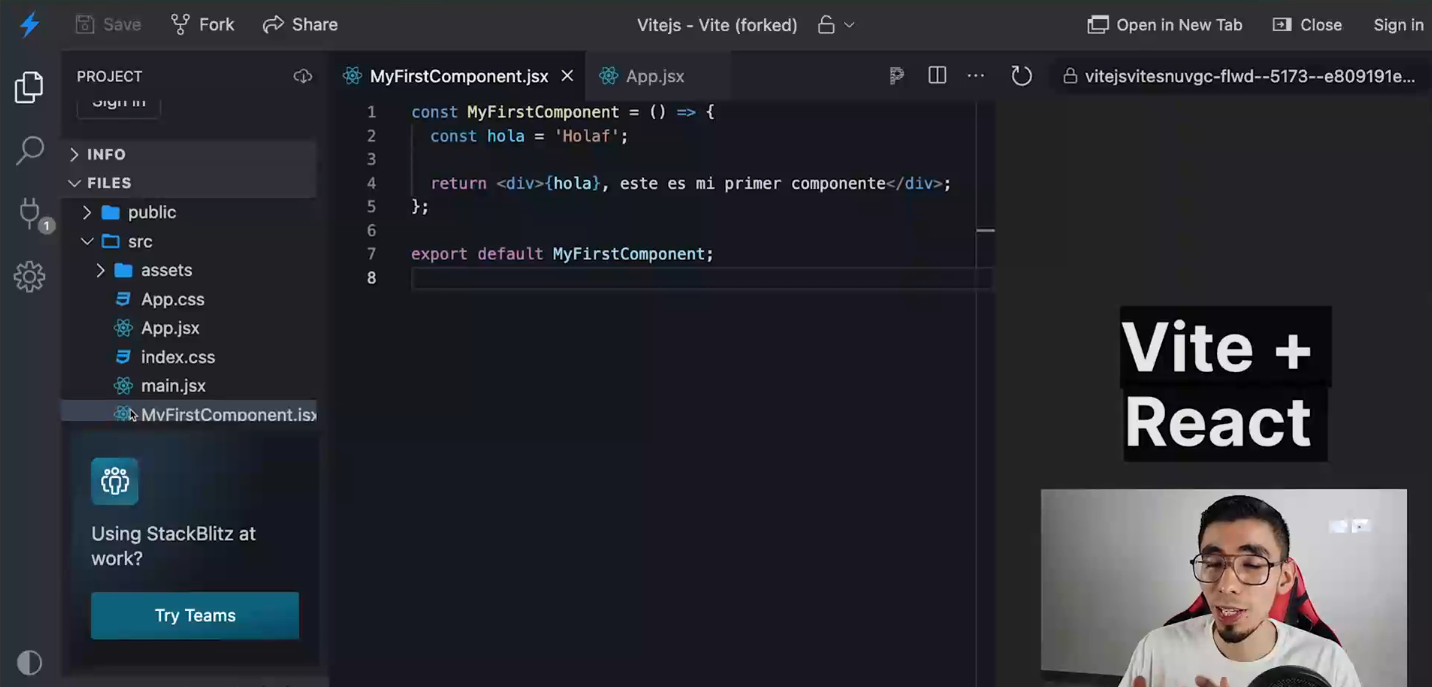 Save
Fork
Share
Vitejs - Vite (forked)
Open in New Tab
Close
Sign in
PROJECT
Sign in
INFO
FILES
public
src
assets
App.css
App.jsx
index.css
main.jsx
MyFirstComponent.jsx
1
Using StackBlitz at
work?
Try Teams
MyFirstComponent.jsx
App.jsx
vitejsvitesnuvgc-flwd--5173--e809191e...
1 const MyFirstComponent = () => {
2 const hola = 'Holaf';
3
4 return <div>{hola}, este es mi primer componente</div>;
5 };
6
7 export default MyFirstComponent;
8
Vite +
React